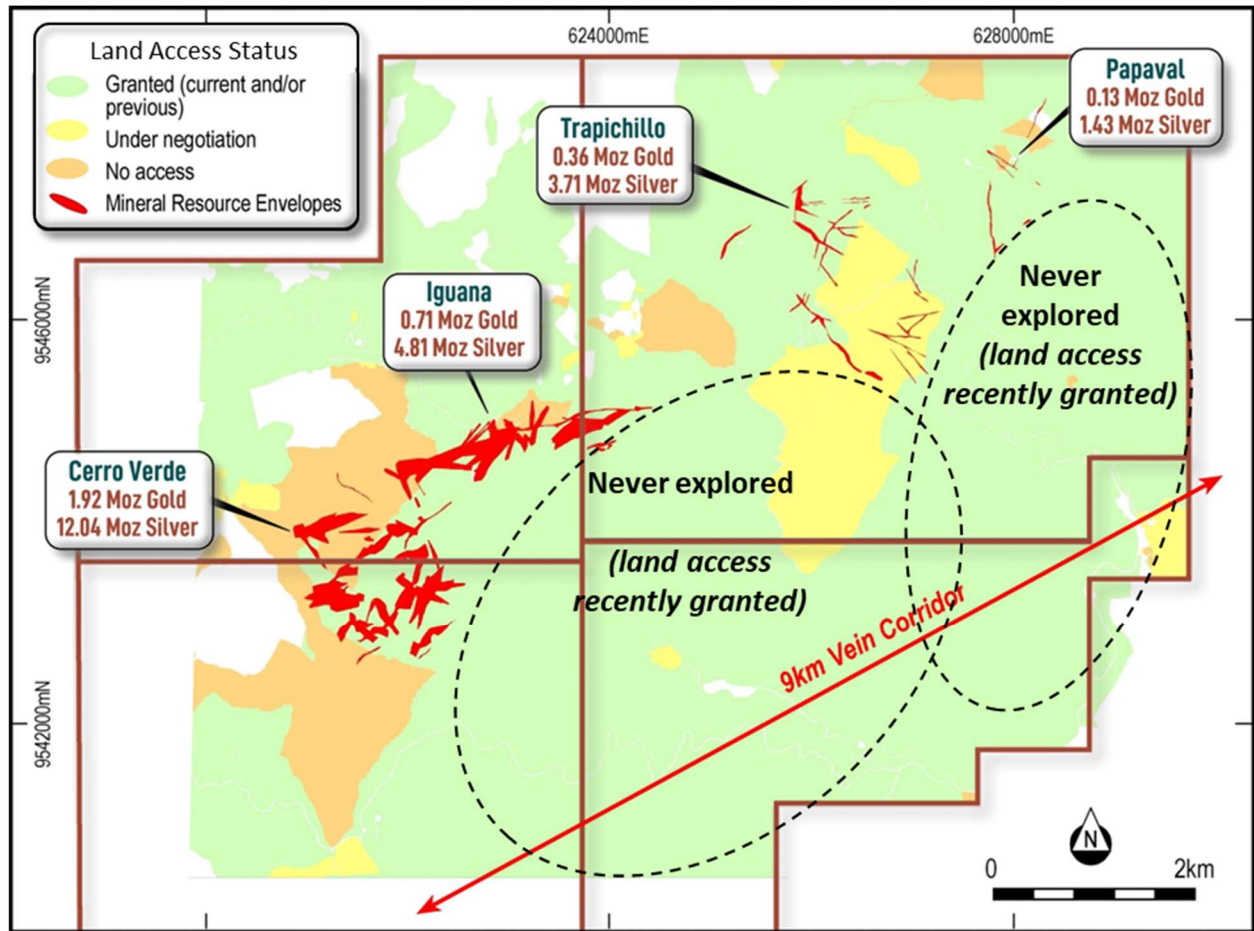 624000mE
628000mE
Land Access Status
Granted (current and/or
previous)
Under negotiation
No access
Mineral Resource Envelopes
Papaval
0.13 Moz Gold
1.43 Moz Silver
Trapichillo
0.36 Moz Gold
3.71 Moz Silver
9546000mN
Iguana
0.71 Moz Gold
4.81 Moz Silver
Never
explored
(land access
recently granted)
Cerro Verde
1.92 Moz Gold
12.04 Moz Silver
Never explored
(land access
recently granted)
9km Vein Corridor
9542000mN
N
0
2km